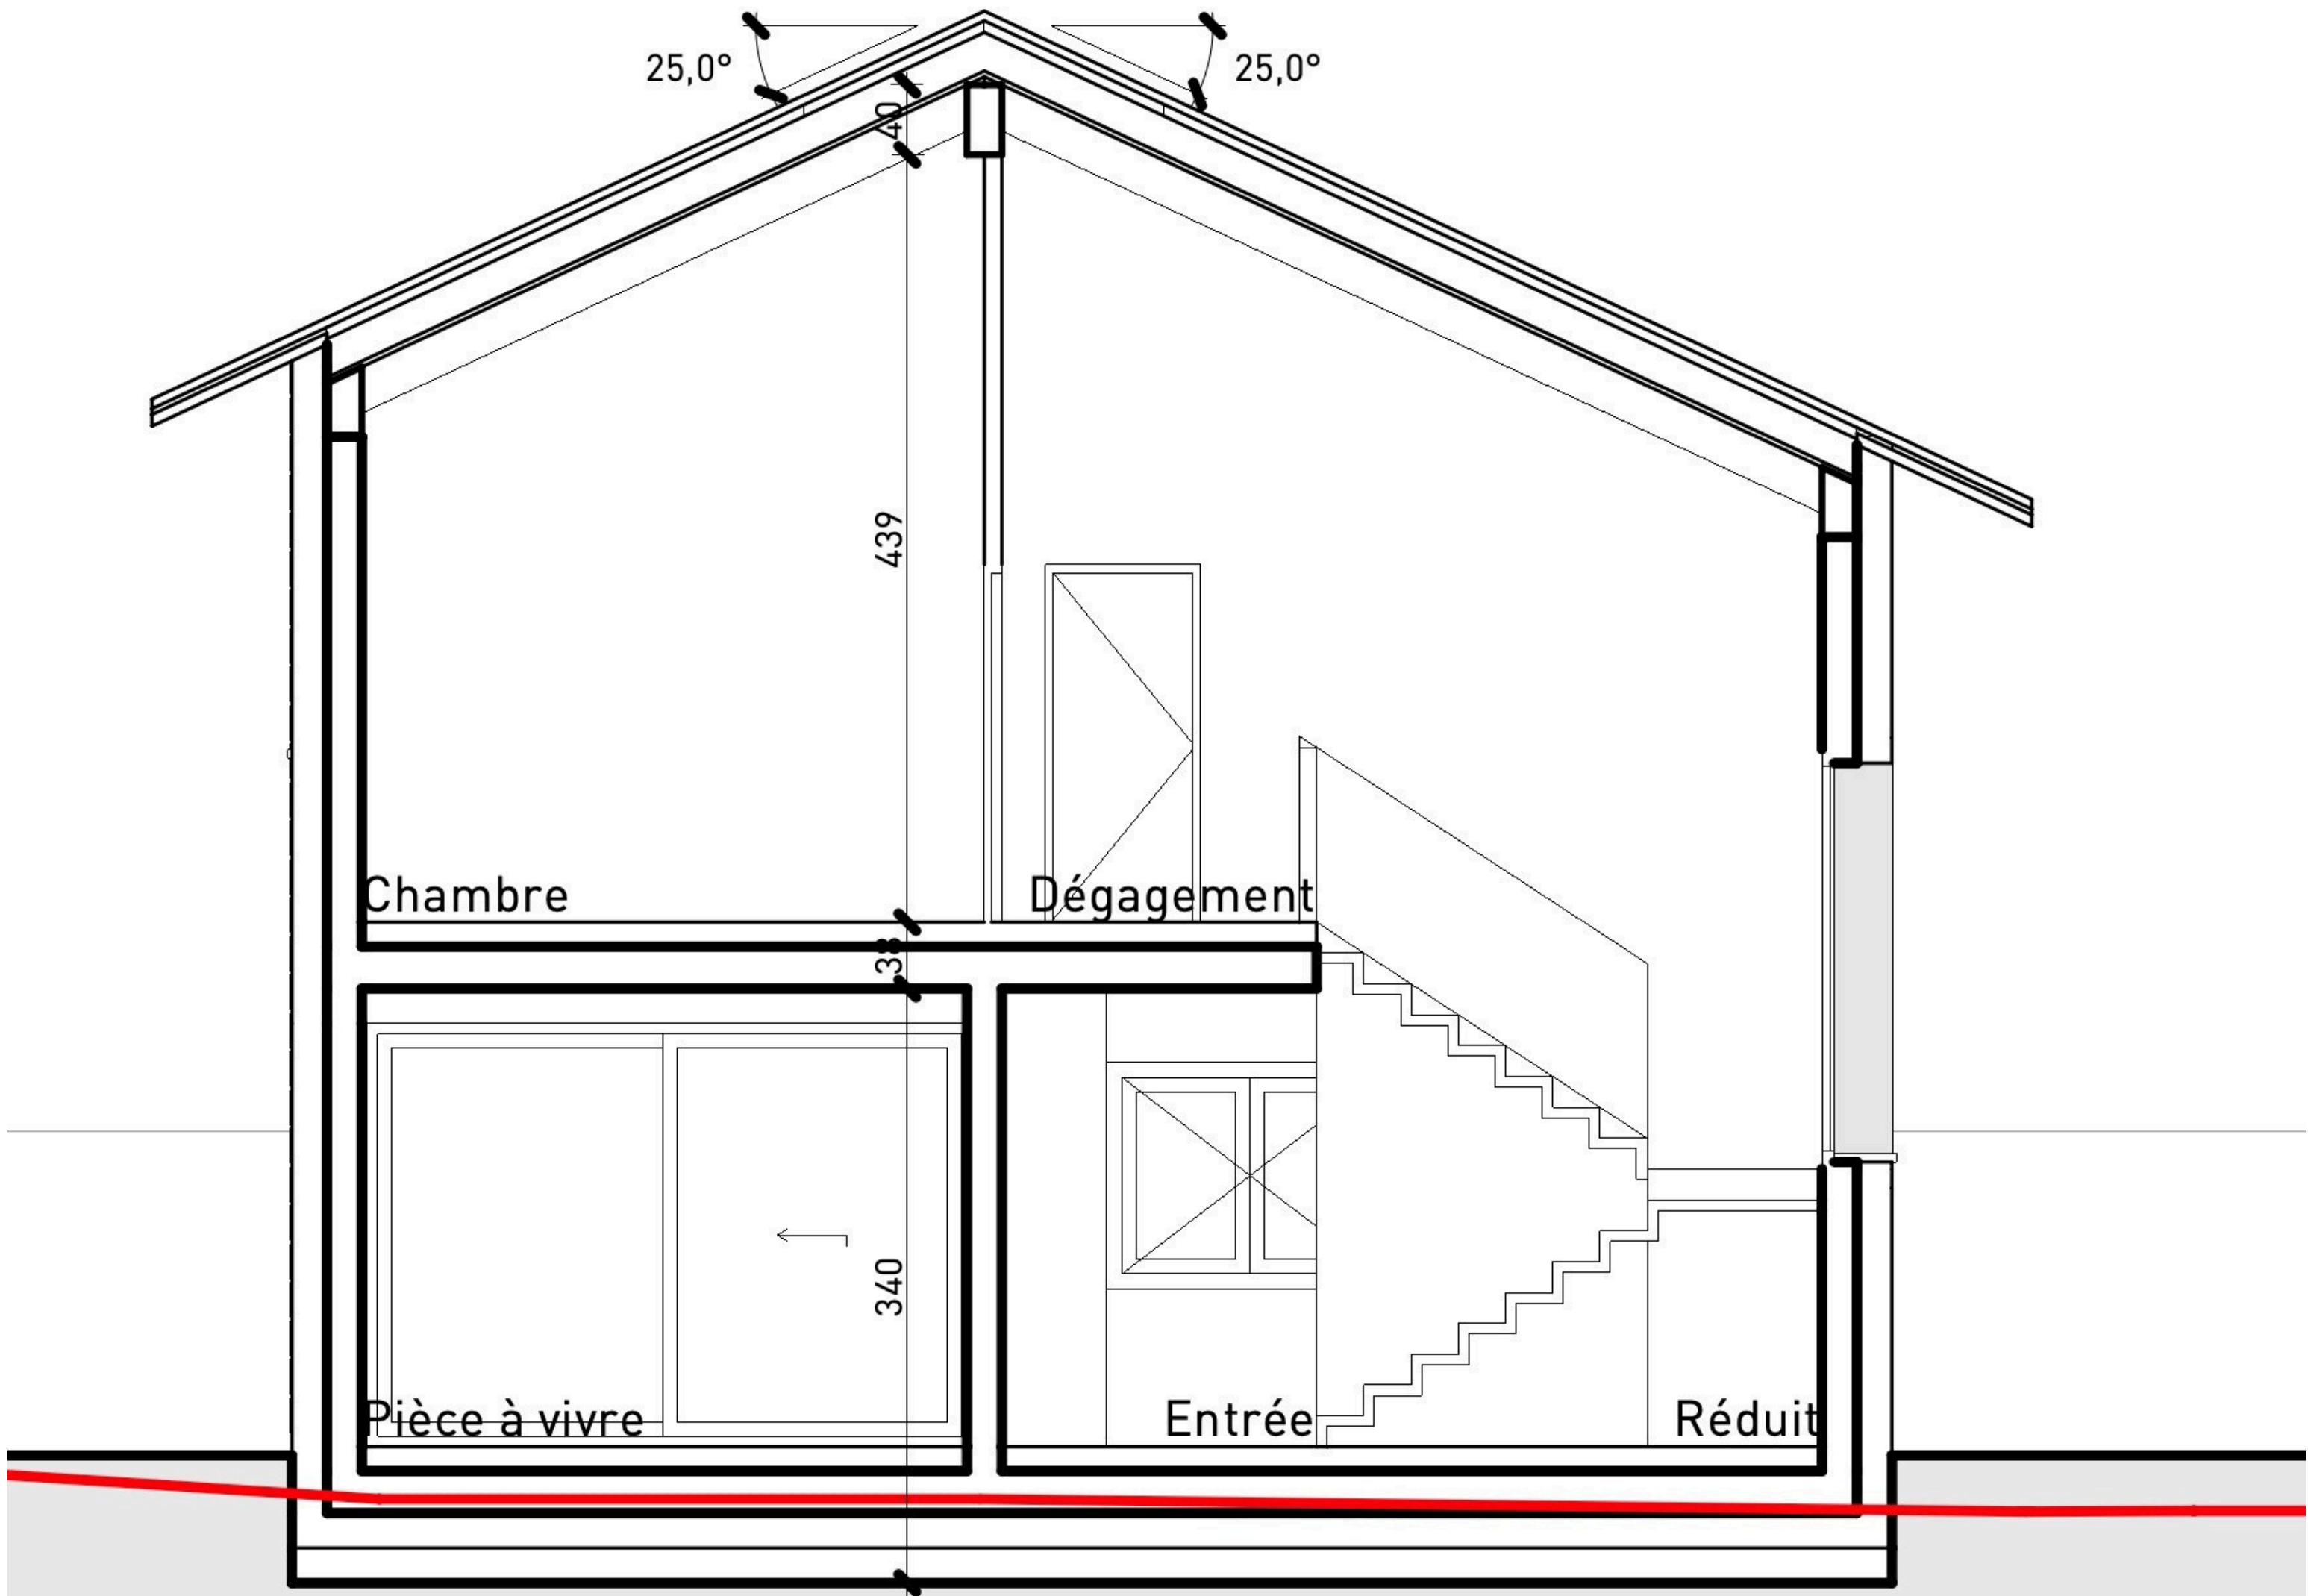 25,0°
25,0°
40
439
Chambre
Dégagement
38
340
Pièce à vivre
Entrée
Réduit